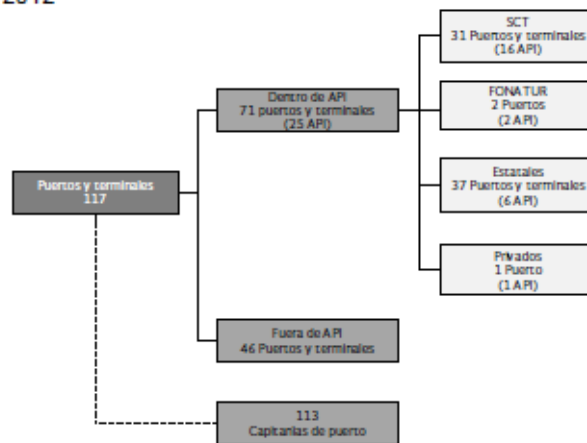 2012
Puertos y terminales
117
Dentro de API
71 puertos y terminales
(25 API)
SCT
31 Puertos y terminales
(16 API)
FONATUR
2 Puertos
(2 API)
Estatales
37 Puertos y terminales
(6 API)
Privados
1 Puerto
(1 API)
Fuera de API
46 Puertos y terminales
113
Capitanías de puerto